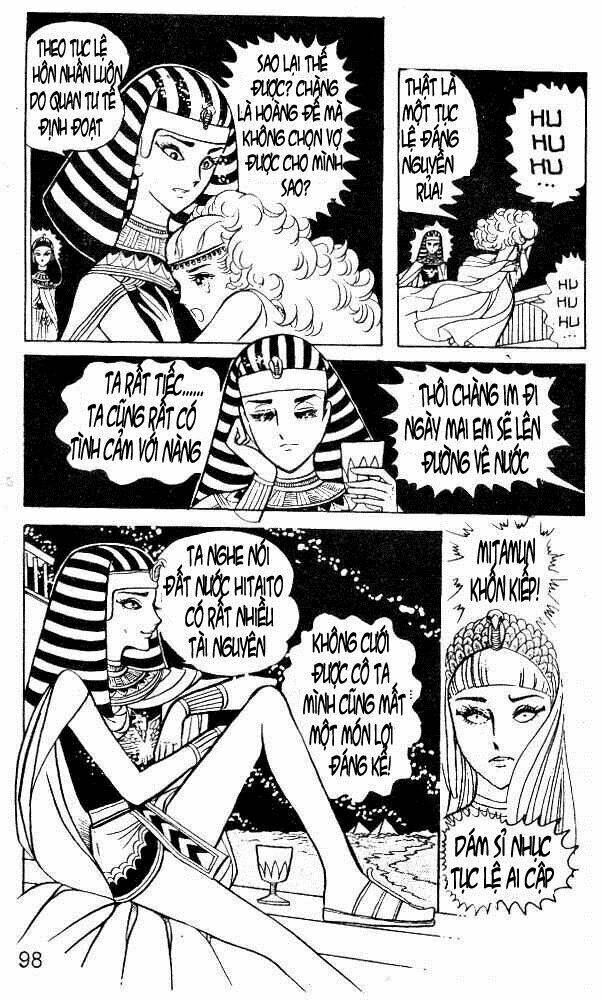 THEO TỤC LỆ
HÔN NHÂN LUÔN
DO QUAN TƯ TẾ
ĐỊNH ĐOẠT
SAO LẠI THẾ
ĐƯỢC? CHÀNG
LÀ HOÀNG ĐẾ MÀ
KHÔNG CHỌN VỢ
ĐƯỢC CHO MÌNH
SAO?
THẬT LÀ
MỘT TỤC
LỆ ĐÁNG
NGUYỀN
RỦA!
HU
HU
HU
...
HU
HU
HU
...
TA RẤT TIẾC......
TA CŨNG RẤT CÓ
TÌNH CẢM VỚI NÀNG
THÔI CHÀNG IM ĐI
NGÀY MAI EM SẼ LÊN
ĐƯỜNG VỀ NƯỚC
TA NGHE NÓI
ĐẤT NƯỚC HITAITO
CÓ RẤT NHIỀU
TÀI NGUYÊN
KHÔNG CƯỚI
ĐƯỢC CÔ TA
MÌNH CŨNG MẤT
MỘT MÓN LỢI
ĐÁNG KỂ!
MITAMUN
KHỐN KIẾP!
DÁM SỈ NHỤC
TỤC LỆ AI CẬP
98